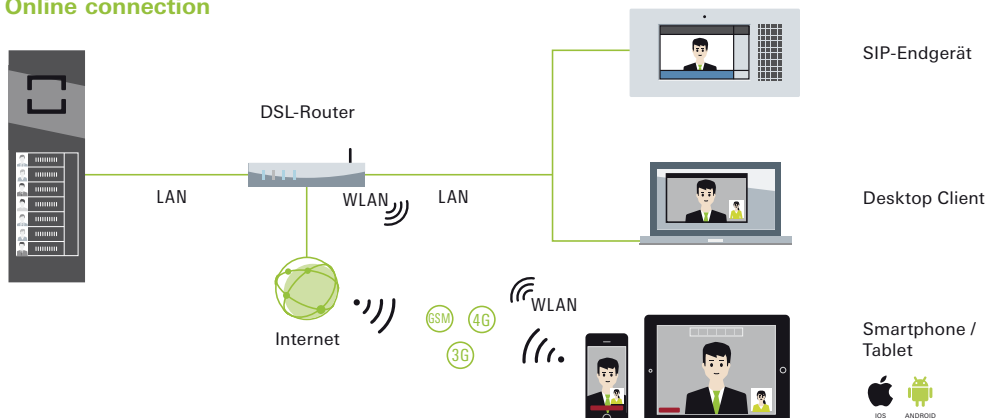 Online connection
SIP-Endgerät
DSL-Router
LAN
WLAN
LAN
Desktop Client
WLAN
GSM
4G
3G
Internet
Smartphone /
Tablet
IOS
ANDROID